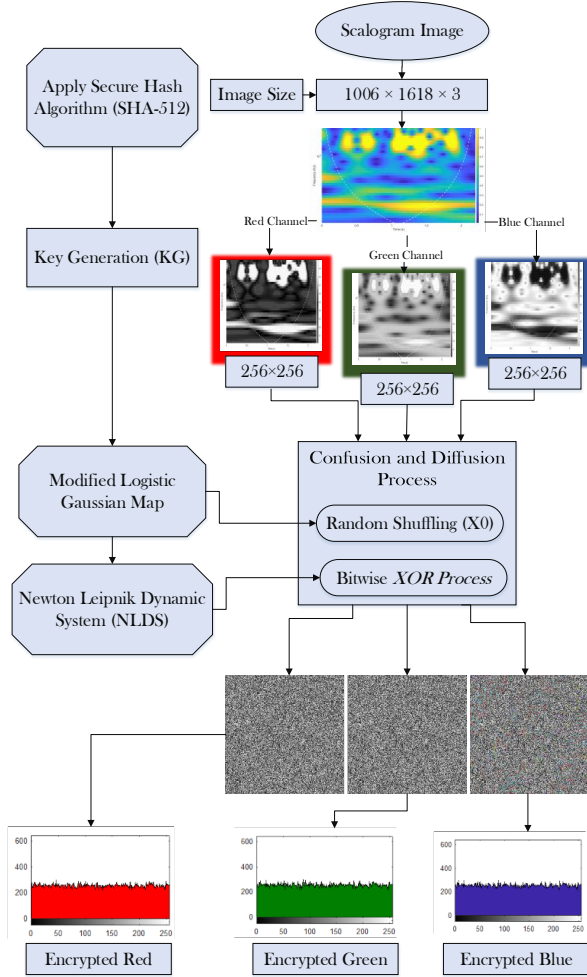 Scalogram Image
Apply Secure Hash
Algorithm (SHA-512)
Image Size
1006 × 1618 × 3
Red Channel
Green Channel
Blue Channel
Key Generation (KG)
256×256
256×256
256×256
Confusion and Diffusion
Process
Modified Logistic
Gaussian Map
Random Shuffling (X0)
Newton Leipnik Dynamic
System (NLDS)
Bitwise XOR Process
600
400
200
0
0 50 100 150 200 250
600
400
200
0
0 50 100 150 200 250
600
400
200
0
0 50 100 150 200 250
Encrypted Red
Encrypted Green
Encrypted Blue